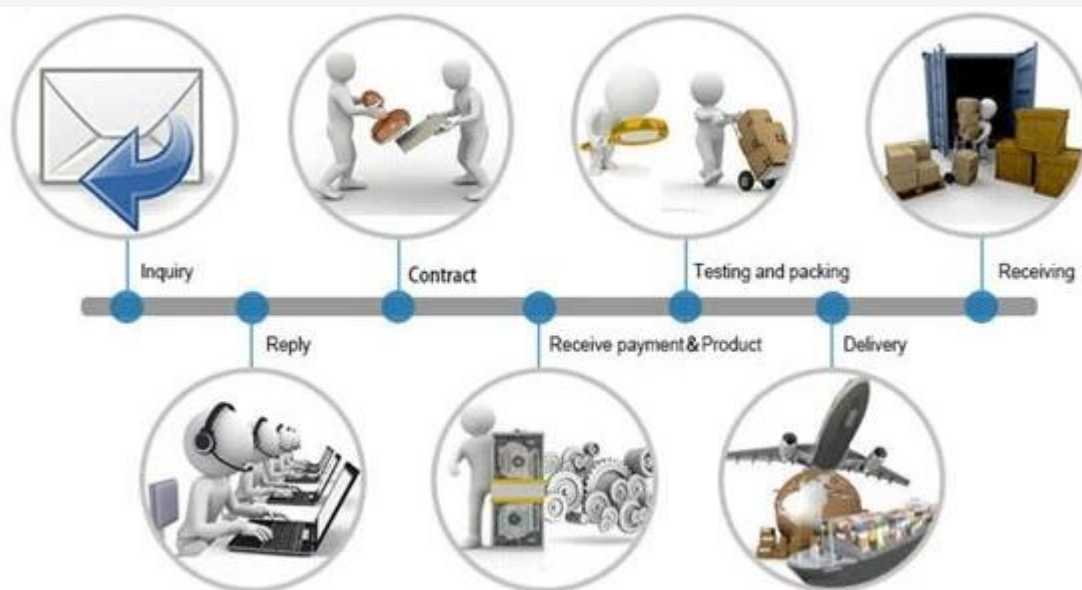 Inquiry
Contract
Testing and packing
Receiving
Reply
Receive payment & Product
Delivery